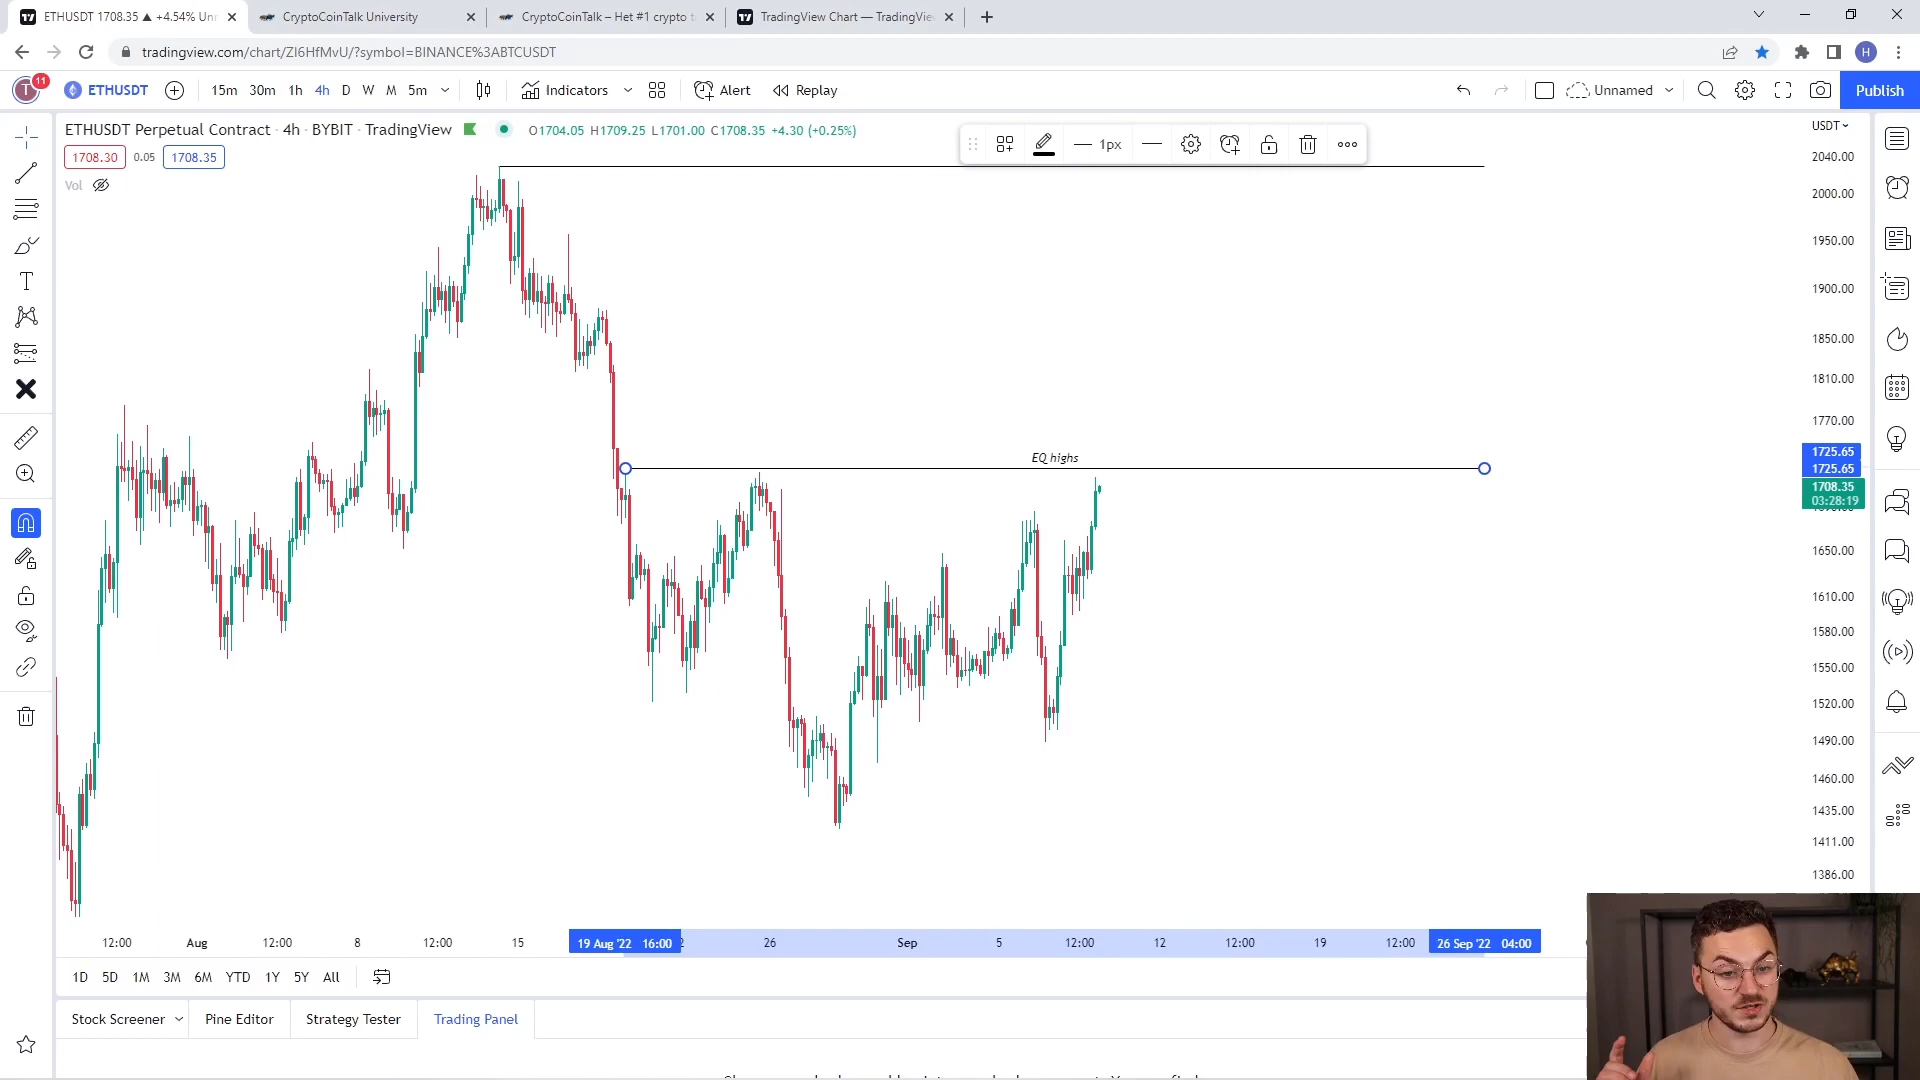 ETHUSDT 1708.35 ▲ +4.54% Unn
CryptoCoinTalk University
CryptoCoinTalk – Het #1 crypto t
TradingView Chart — TradingVie
tradingview.com/chart/ZI6HfMvU/?symbol=BINANCE%3ABTCUSDT
H
T
11
ETHUSDT
15m 30m 1h 4h D W M 5m
Indicators
Alert
Replay
Unnamed
Publish
ETHUSDT Perpetual Contract · 4h · BYBIT · TradingView
O1704.05 H1709.25 L1701.00 C1708.35 +4.30 (+0.25%)
1px
USDT
1708.30 0.05 1708.35
Vol
2040.00
2000.00
1950.00
1900.00
1850.00
1810.00
1770.00
EQ highs
1725.65
1725.65
1708.35
03:28:19
1650.00
1610.00
1580.00
1550.00
1520.00
1490.00
1460.00
1435.00
1411.00
1386.00
12:00 Aug 12:00 8 12:00 15 19 Aug '22 16:00 26 Sep 5 12:00 12 12:00 19 12:00 26 Sep '22 04:00
1D 5D 1M 3M 6M YTD 1Y 5Y All
Stock Screener
Pine Editor
Strategy Tester
Trading Panel